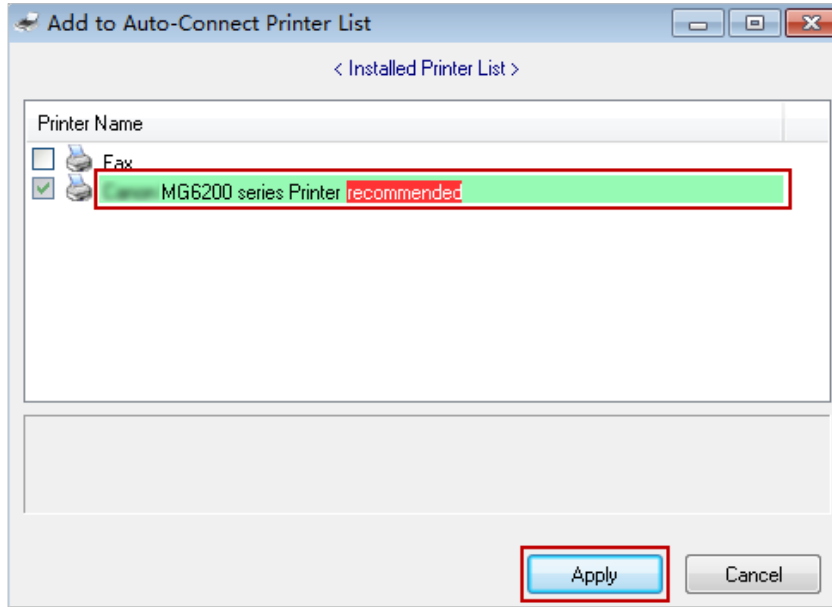 Add to Auto-Connect Printer List
< Installed Printer List >
Printer Name
Fax
MG6200 series Printer recommended
Apply
Cancel